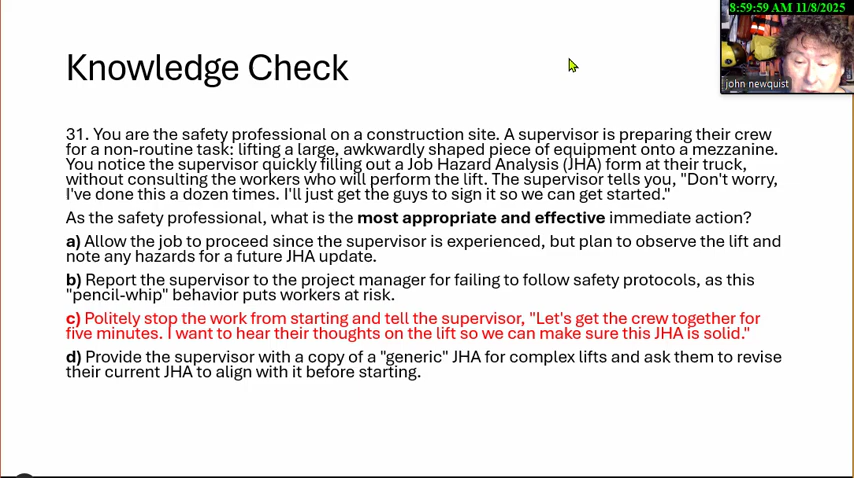 8:59:59 AM 11/8/2025
john newquist
Knowledge Check
31. You are the safety professional on a construction site. A supervisor is preparing their crew
for a non-routine task: lifting a large, awkwardly shaped piece of equipment onto a mezzanine.
You notice the supervisor quickly filling out a Job Hazard Analysis (JHA) form at their truck,
without consulting the workers who will perform the lift. The supervisor tells you, "Don't worry,
I've done this a dozen times. I'll just get the guys to sign it so we can get started."
As the safety professional, what is the most appropriate and effective immediate action?
a) Allow the job to proceed since the supervisor is experienced, but plan to observe the lift and
note any hazards for a future JHA update.
b) Report the supervisor to the project manager for failing to follow safety protocols, as this
"pencil-whip" behavior puts workers at risk.
c) Politely stop the work from starting and tell the supervisor, "Let's get the crew together for
five minutes. I want to hear their thoughts on the lift so we can make sure this JHA is solid."
d) Provide the supervisor with a copy of a "generic" JHA for complex lifts and ask them to revise
their current JHA to align with it before starting.